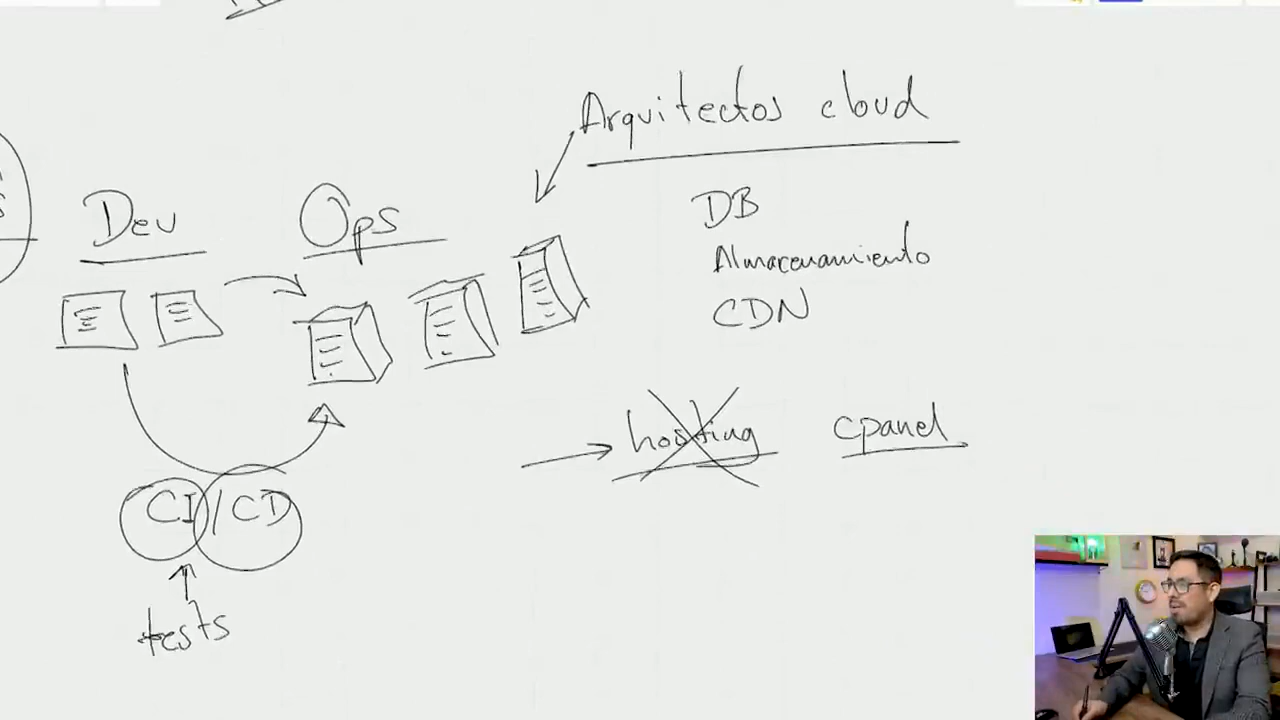 Arquitectos cloud
Dev
Ops
DB
Almacenamiento
CDN
hosting
cpanel
CI/CD
tests